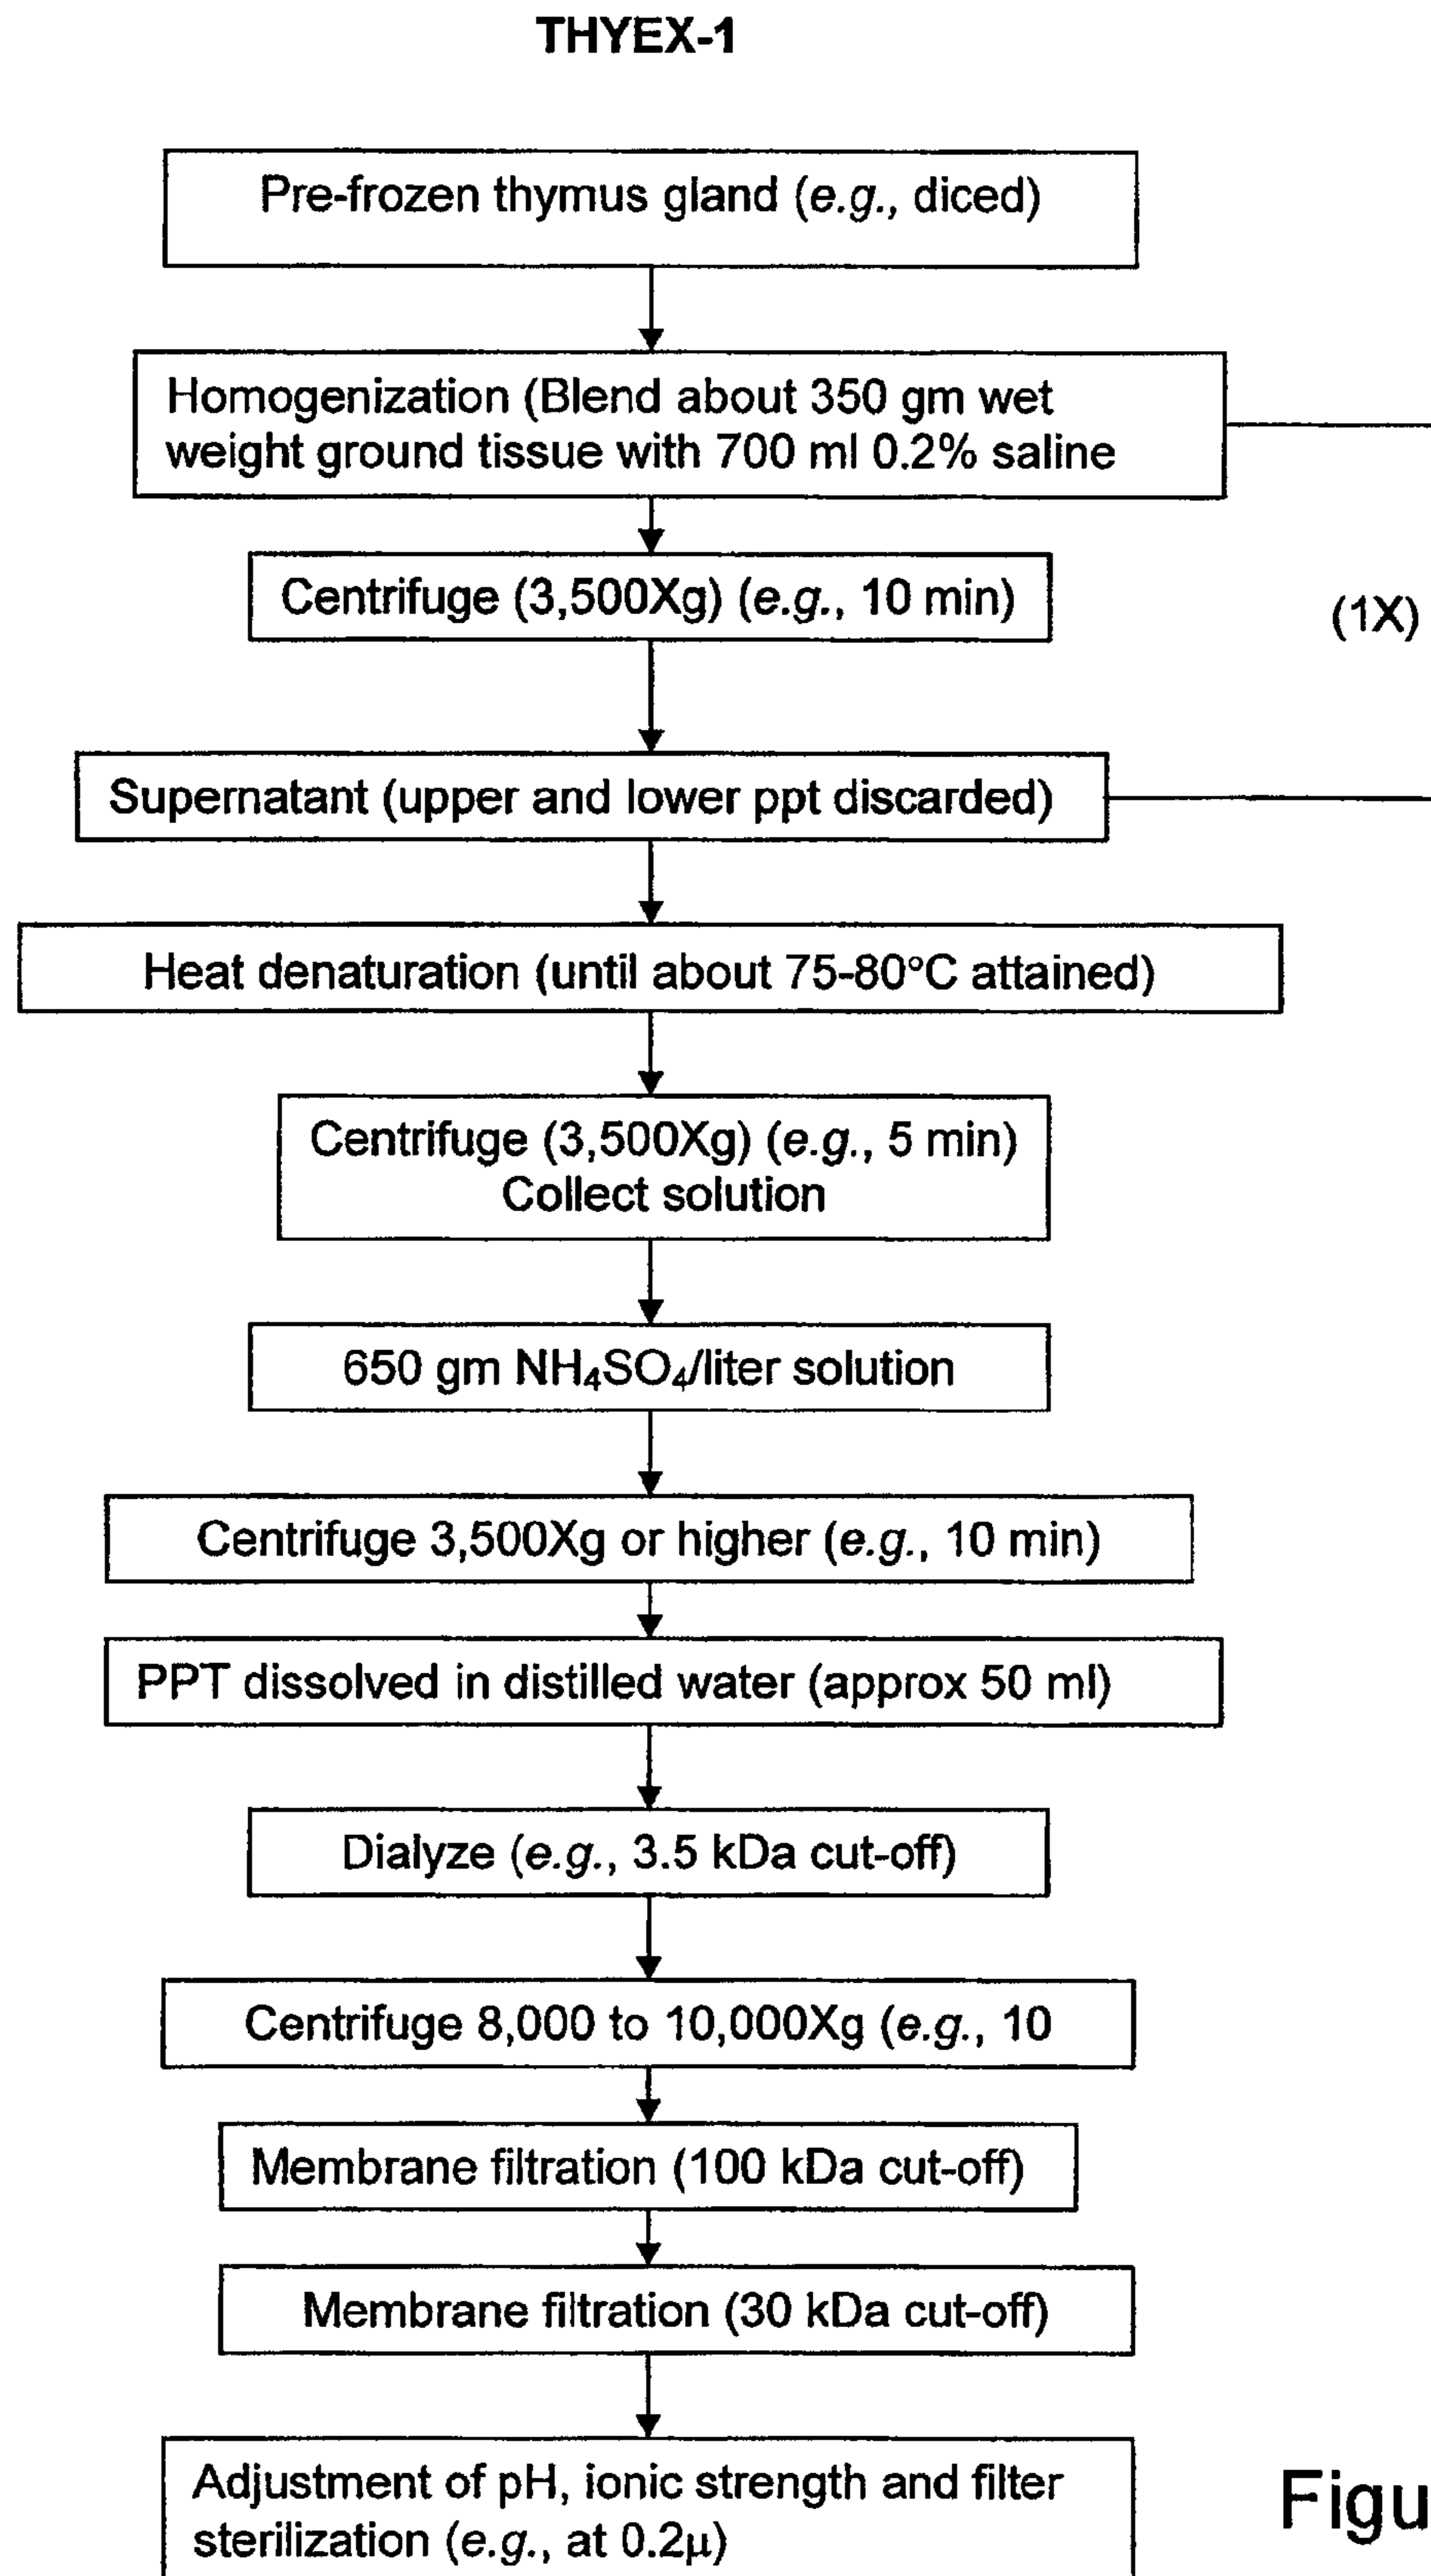 THYEX-1
Pre-frozen thymus gland (e.g., diced)
Homogenization (Blend about 350 gm wet
weight ground tissue with 700 ml 0.2% saline
Centrifuge (3,500Xg) (e.g., 10 min)
(1X)
Supernatant (upper and lower ppt discarded)
Heat denaturation (until about 75-80°C attained)
Centrifuge (3,500Xg) (e.g., 5 min)
Collect solution
650 gm NH₄SO₄/liter solution
Centrifuge 3,500Xg or higher (e.g., 10 min)
PPT dissolved in distilled water (approx 50 ml)
Dialyze (e.g., 3.5 kDa cut-off)
Centrifuge 8,000 to 10,000Xg (e.g., 10
Membrane filtration (100 kDa cut-off)
Membrane filtration (30 kDa cut-off)
Adjustment of pH, ionic strength and filter
sterilization (e.g., at 0.2µ)
Figu